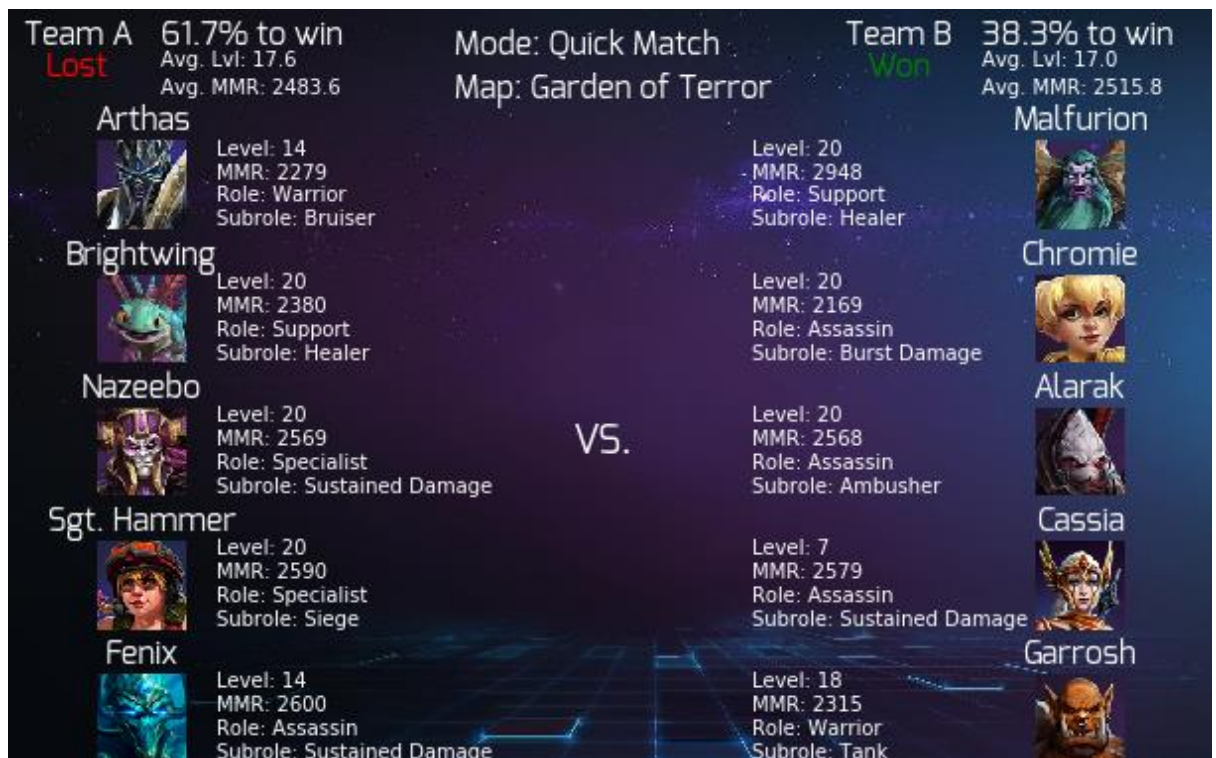 Team A 61.7% to win
Lost Avg. Lvl: 17.6
Avg. MMR: 2483.6
Mode: Quick Match
Map: Garden of Terror
Team B 38.3% to win
Won Avg. Lvl: 17.0
Avg. MMR: 2515.8
Arthas
Level: 14
MMR: 2279
Role: Warrior
Subrole: Bruiser
Malfurion
Level: 20
MMR: 2948
Role: Support
Subrole: Healer
Brightwing
Level: 20
MMR: 2380
Role: Support
Subrole: Healer
Chromie
Level: 20
MMR: 2169
Role: Assassin
Subrole: Burst Damage
Nazeebo
Level: 20
MMR: 2569
Role: Specialist
Subrole: Sustained Damage
VS.
Alarak
Level: 20
MMR: 2568
Role: Assassin
Subrole: Ambusher
Sgt. Hammer
Level: 20
MMR: 2590
Role: Specialist
Subrole: Siege
Cassia
Level: 7
MMR: 2579
Role: Assassin
Subrole: Sustained Damage
Fenix
Level: 14
MMR: 2600
Role: Assassin
Subrole: Sustained Damage
Garrosh
Level: 18
MMR: 2315
Role: Warrior
Subrole: Tank